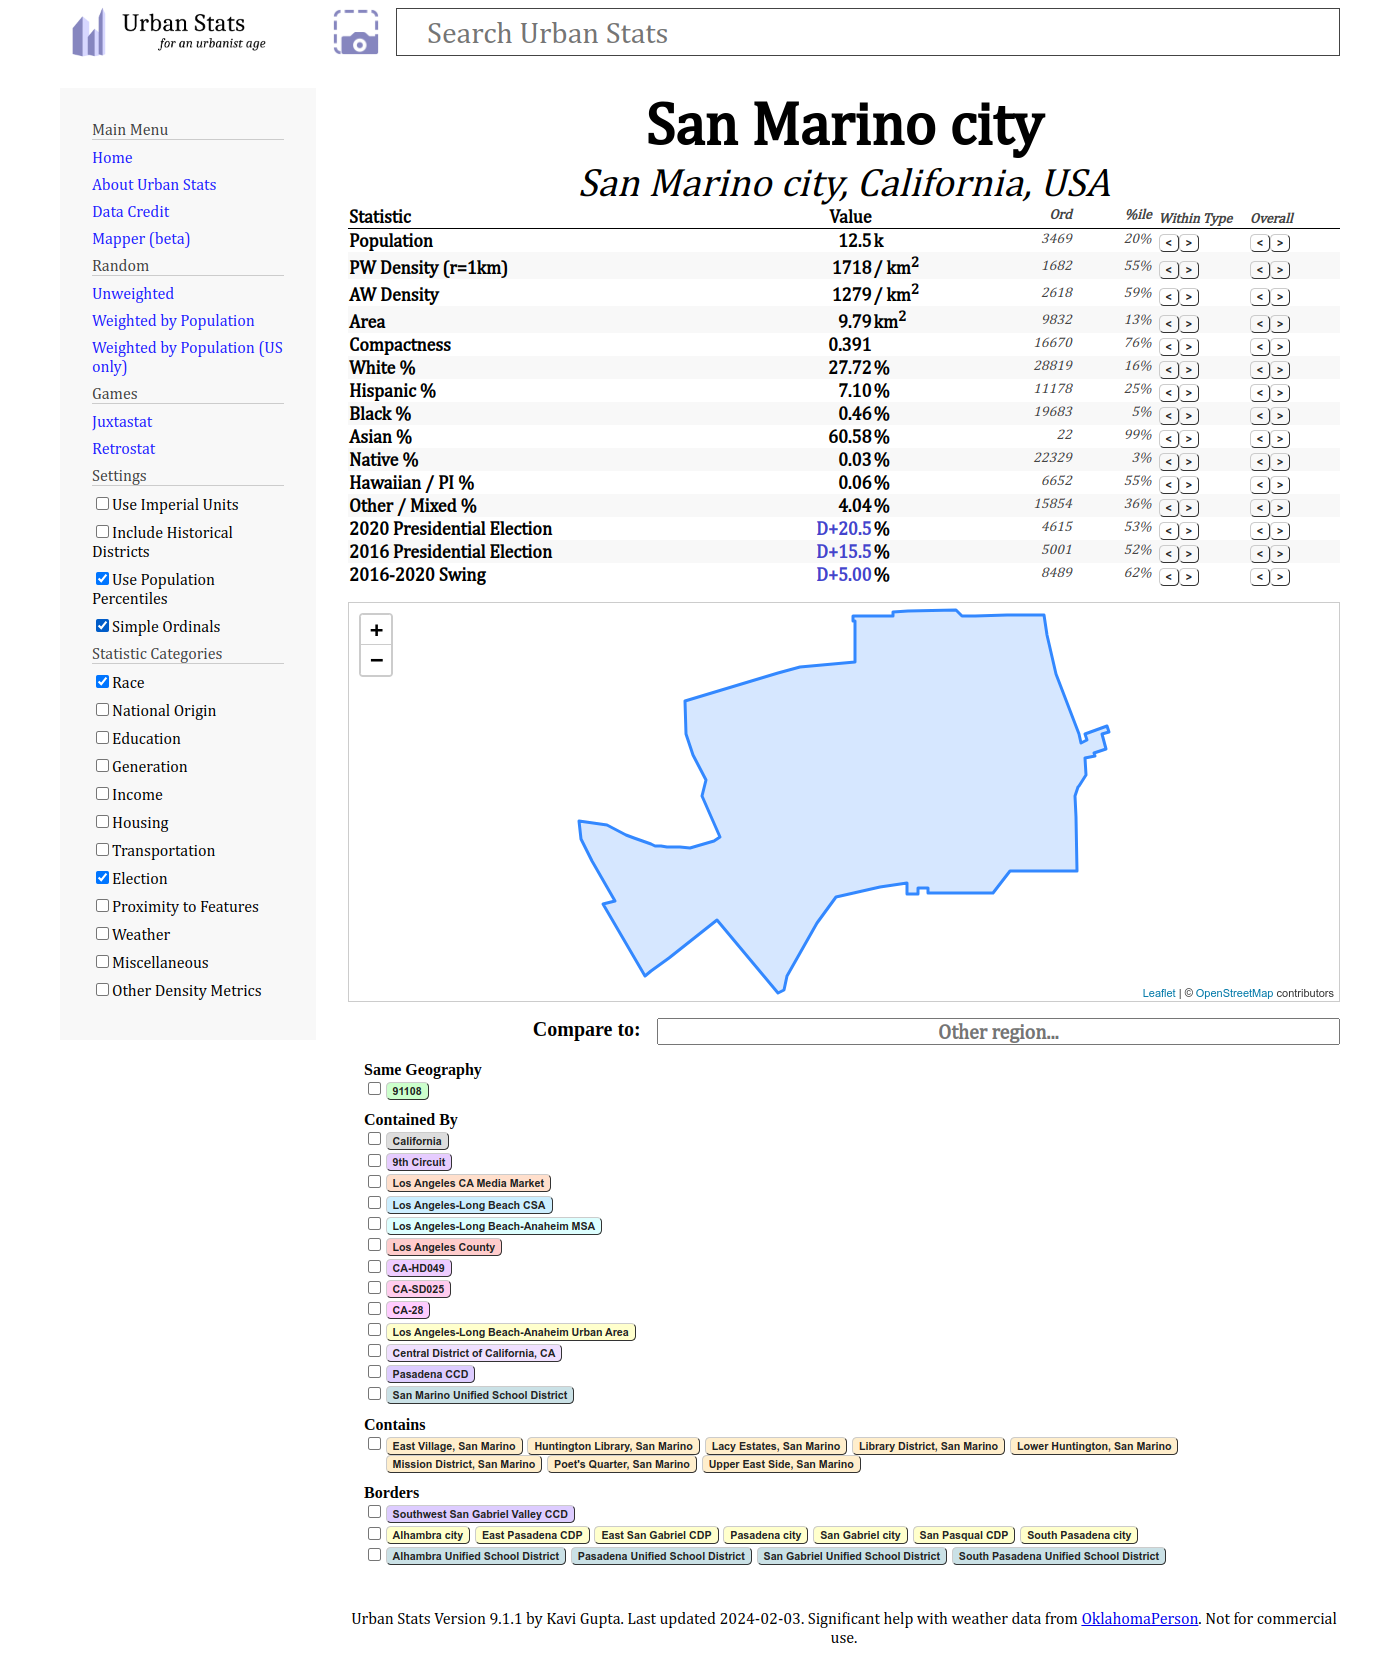 Urban Stats
for an urbanist age
Search Urban Stats
Main Menu
Home
About Urban Stats
Data Credit
Mapper (beta)
Random
Unweighted
Weighted by Population
Weighted by Population (US
only)
Games
Juxtastat
Retrostat
Settings
Use Imperial Units
Include Historical
Districts
Use Population
Percentiles
Simple Ordinals
Statistic Categories
Race
National Origin
Education
Generation
Income
Housing
Transportation
Election
Proximity to Features
Weather
Miscellaneous
Other Density Metrics
San Marino city
San Marino city, California, USA
Statistic Value Ord %ile Within Type Overall
Population 12.5k 3469 20% < > < >
PW Density (r=1km) 1718 / km² 1682 55% < > < >
AW Density 1279 / km² 2618 59% < > < >
Area 9.79 km² 9832 13% < > < >
Compactness 0.391 16670 76% < > < >
White % 27.72% 28819 16% < > < >
Hispanic % 7.10% 11178 25% < > < >
Black % 0.46% 19683 5% < > < >
Asian % 60.58% 22 99% < > < >
Native % 0.03% 22329 3% < > < >
Hawaiian / PI % 0.06% 6652 55% < > < >
Other / Mixed % 4.04% 15854 36% < > < >
2020 Presidential Election D+20.5% 4615 53% < > < >
2016 Presidential Election D+15.5% 5001 52% < > < >
2016-2020 Swing D+5.00% 8489 62% < > < >
+
−
Leaflet | © OpenStreetMap contributors
Compare to: Other region...
Same Geography
91108
Contained By
California
9th Circuit
Los Angeles CA Media Market
Los Angeles-Long Beach CSA
Los Angeles-Long Beach-Anaheim MSA
Los Angeles County
CA-HD049
CA-SD025
CA-28
Los Angeles-Long Beach-Anaheim Urban Area
Central District of California, CA
Pasadena CCD
San Marino Unified School District
Contains
East Village, San Marino Huntington Library, San Marino Lacy Estates, San Marino Library District, San Marino Lower Huntington, San Marino
Mission District, San Marino Poet's Quarter, San Marino Upper East Side, San Marino
Borders
Southwest San Gabriel Valley CCD
Alhambra city East Pasadena CDP East San Gabriel CDP Pasadena city San Gabriel city San Pasqual CDP South Pasadena city
Alhambra Unified School District Pasadena Unified School District San Gabriel Unified School District South Pasadena Unified School District
Urban Stats Version 9.1.1 by Kavi Gupta. Last updated 2024-02-03. Significant help with weather data from OklahomaPerson. Not for commercial
use.